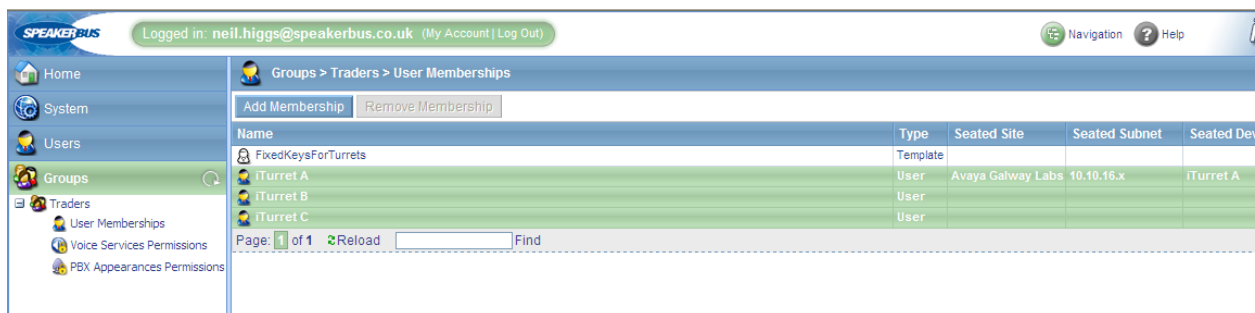 SPEAKERBUS
Logged in: neil.higgs@speakerbus.co.uk (My Account | Log Out)
Navigation
Help
Home
System
Users
Groups
Traders
User Memberships
Voice Services Permissions
PBX Appearances Permissions
Groups > Traders > User Memberships
Add Membership Remove Membership
Name Type Seated Site Seated Subnet Seated Dev
FixedKeysForTurrets Template
iTurret A User Avaya Galway Labs 10.10.16.x iTurret A
iTurret B User
iTurret C User
Page: 1 of 1 Reload Find